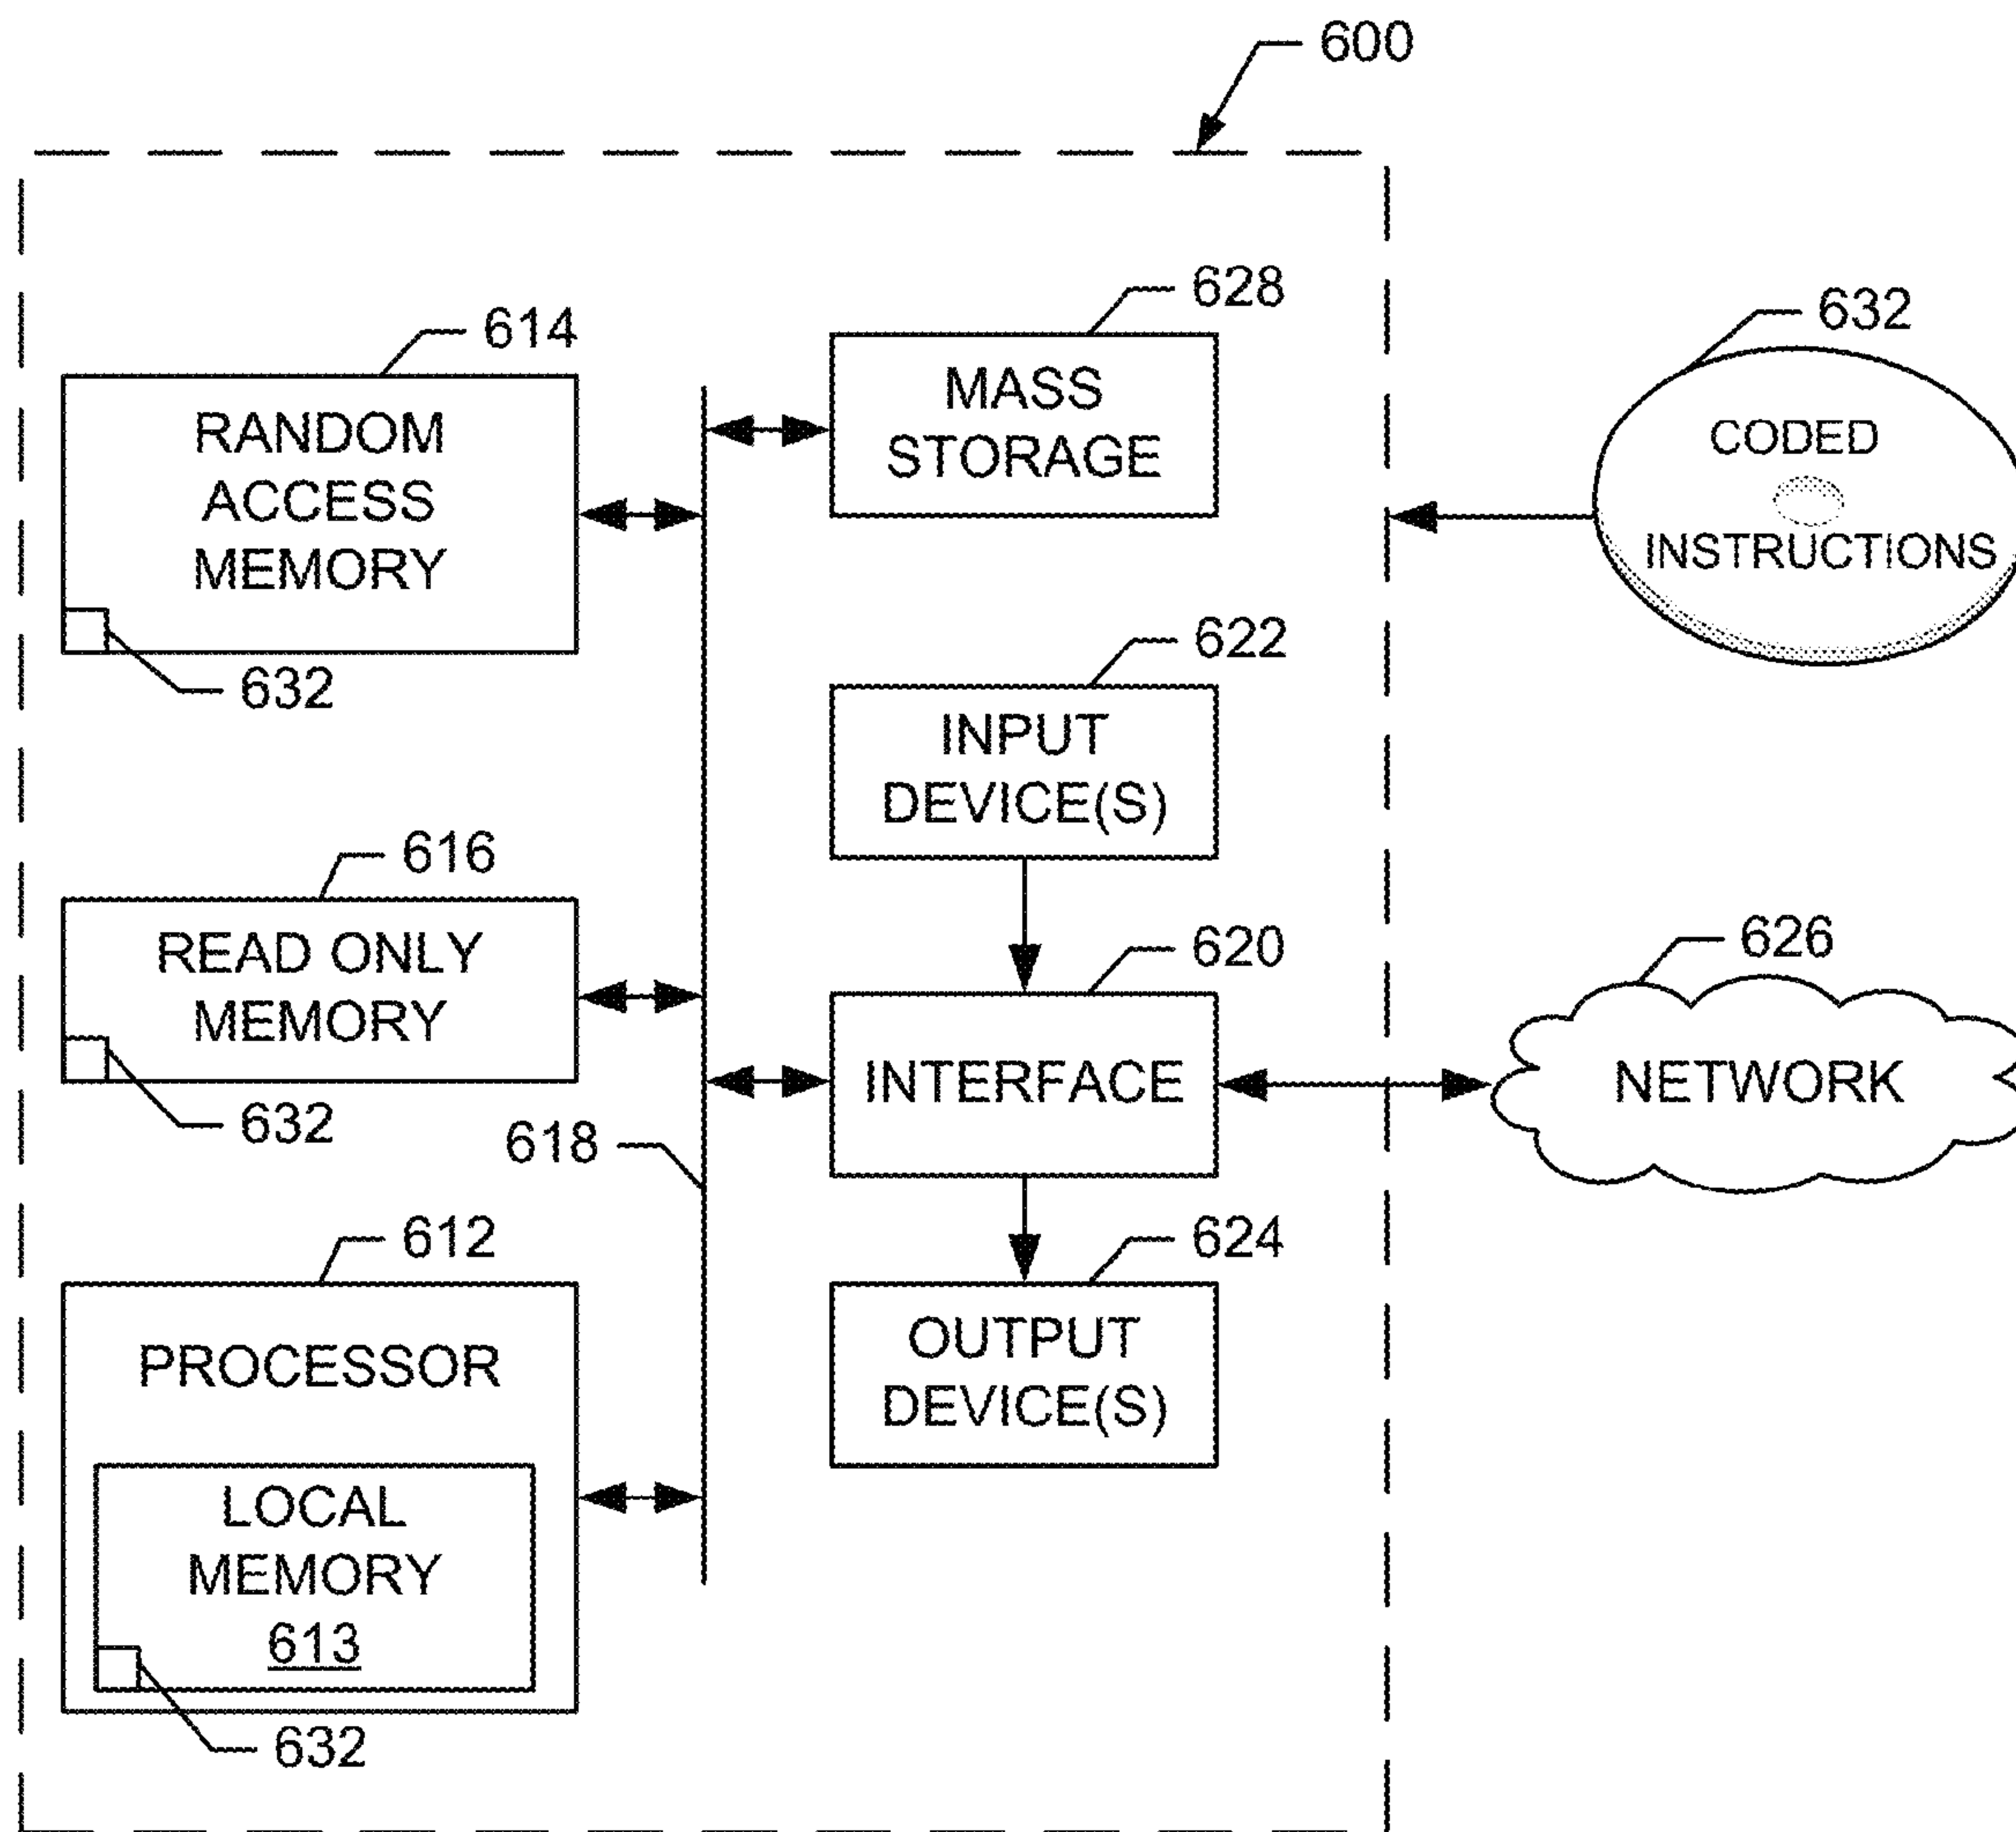 600
628
MASS
STORAGE
614
RANDOM
ACCESS
MEMORY
632
632
CODED
INSTRUCTIONS
622
INPUT
DEVICE(S)
616
READ ONLY
MEMORY
632
620
INTERFACE
626
NETWORK
618
612
PROCESSOR
LOCAL
MEMORY
613
632
624
OUTPUT
DEVICE(S)